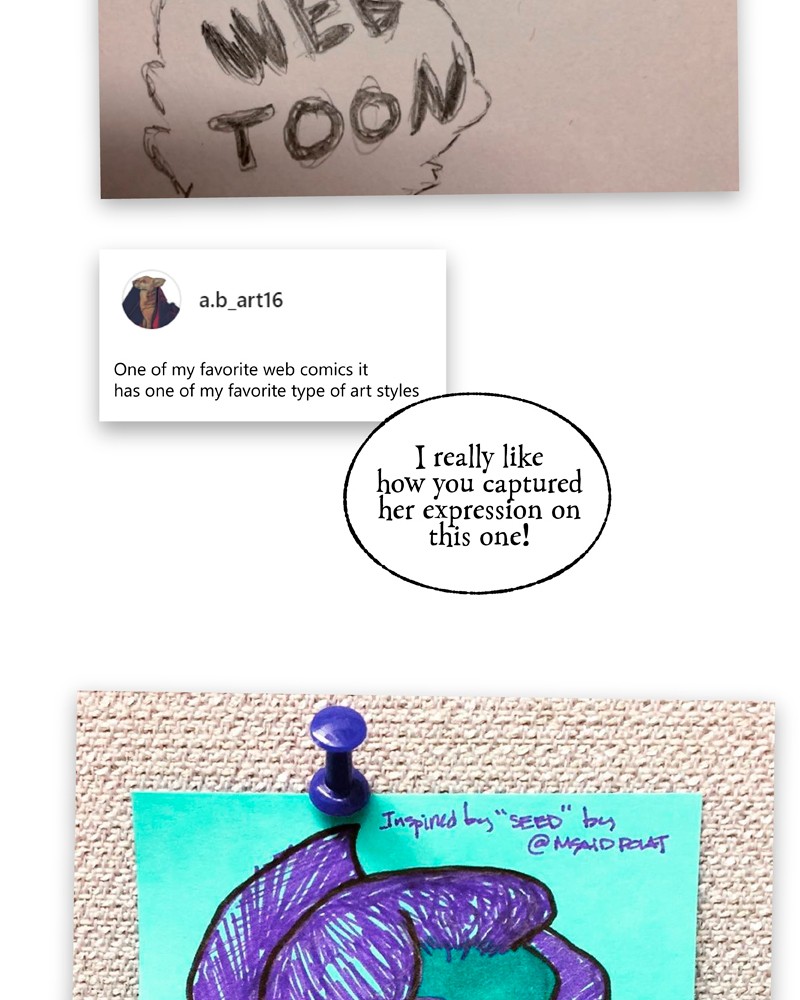 WEB
TOON
a.b_art16
One of my favorite web comics it
has one of my favorite type of art styles
I really like
how you captured
her expression on
this one!
Inspired by "SEED" by
@MSAIDPOLAT